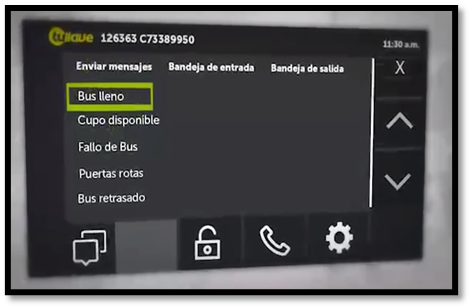 tullave 126363 C73389950
11:30 a.m.
Enviar mensajes Bandeja de entrada Bandeja de salida X
Bus lleno
Cupo disponible
Fallo de Bus
Puertas rotas
Bus retrasado